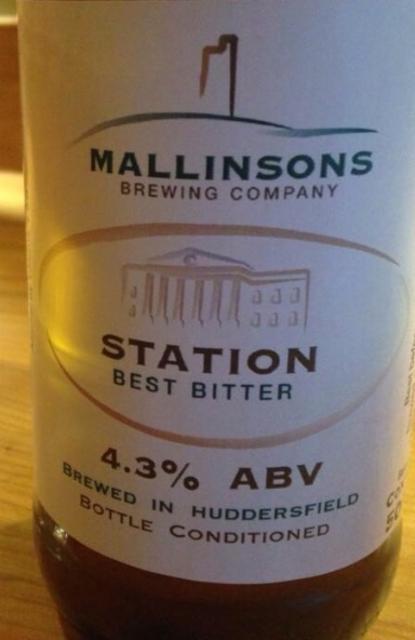 MALLINSONS
BREWING COMPANY
STATION
BEST BITTER
4.3% ABV
BREWED IN HUDDERSFIELD
BOTTLE CONDITIONED